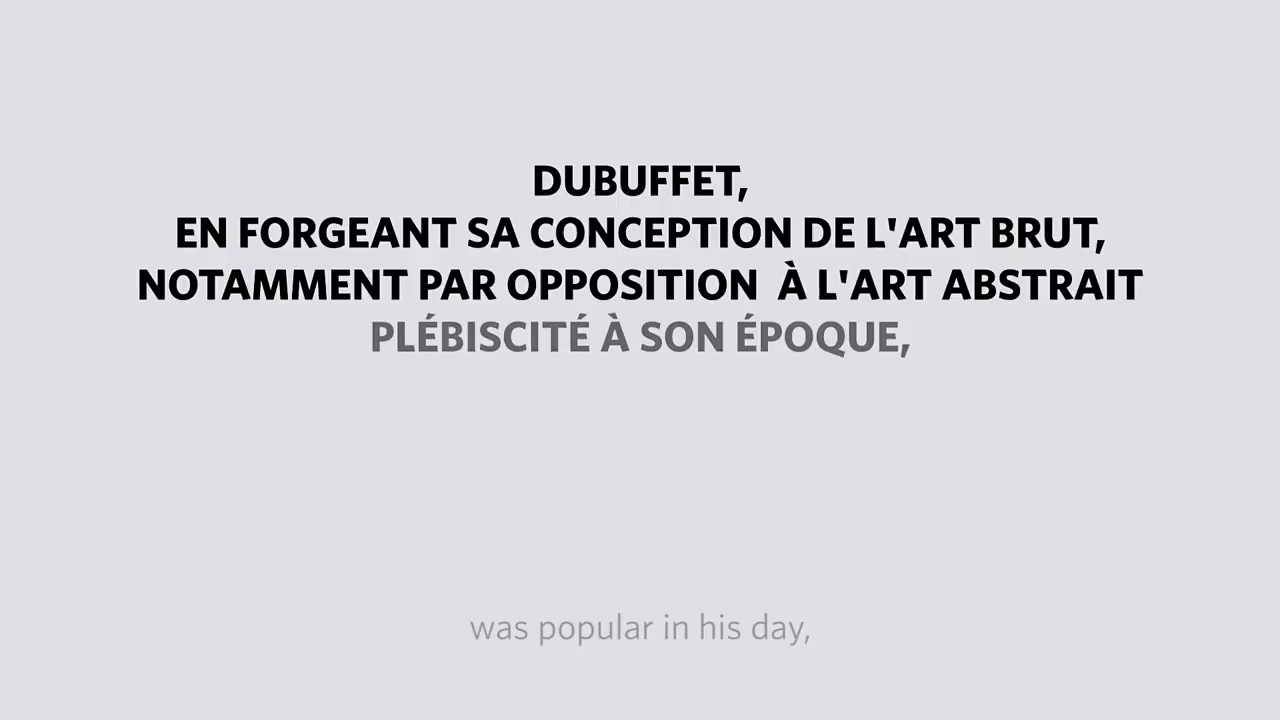 DUBUFFET,
EN FORGEANT SA CONCEPTION DE L'ART BRUT,
NOTAMMENT PAR OPPOSITION  À L'ART ABSTRAIT
PLÉBISCITÉ À SON ÉPOQUE,
was popular in his day,